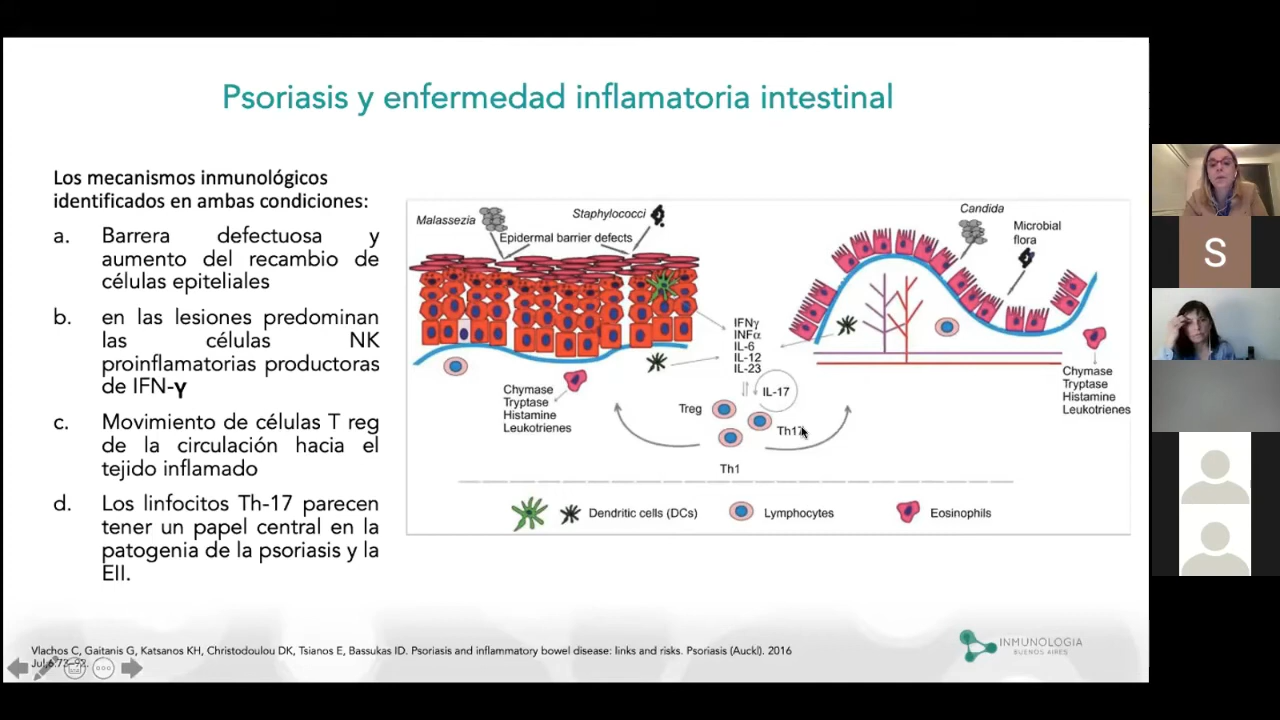 Psoriasis y enfermedad inflamatoria intestinal
Los mecanismos inmunológicos
identificados en ambas condiciones:
a. Barrera defectuosa y
aumento del recambio de
células epiteliales
b. en las lesiones predominan
las células NK
proinflamatorias productoras
de IFN-γ
c. Movimiento de células T reg
de la circulación hacia el
tejido inflamado
d. Los linfocitos Th-17 parecen
tener un papel central en la
patogenia de la psoriasis y la
EII.
Malassezia
Staphylococci
Epidermal barrier defects
Candida
Microbial
flora
IFNγ
INFα
IL-6
IL-12
IL-23
IL-17
Chymase
Tryptase
Histamine
Leukotrienes
Treg
Th17
Th1
Chymase
Tryptase
Histamine
Leukotrienes
Dendritic cells (DCs)
Lymphocytes
Eosinophils
Vlachos C, Gaitanis G, Katsanos KH, Christodoulou DK, Tsianos E, Bassukas ID. Psoriasis and inflammatory bowel disease: links and risks. Psoriasis (Auckl). 2016
INMUNOLOGIA
BUENOS AIRES
S